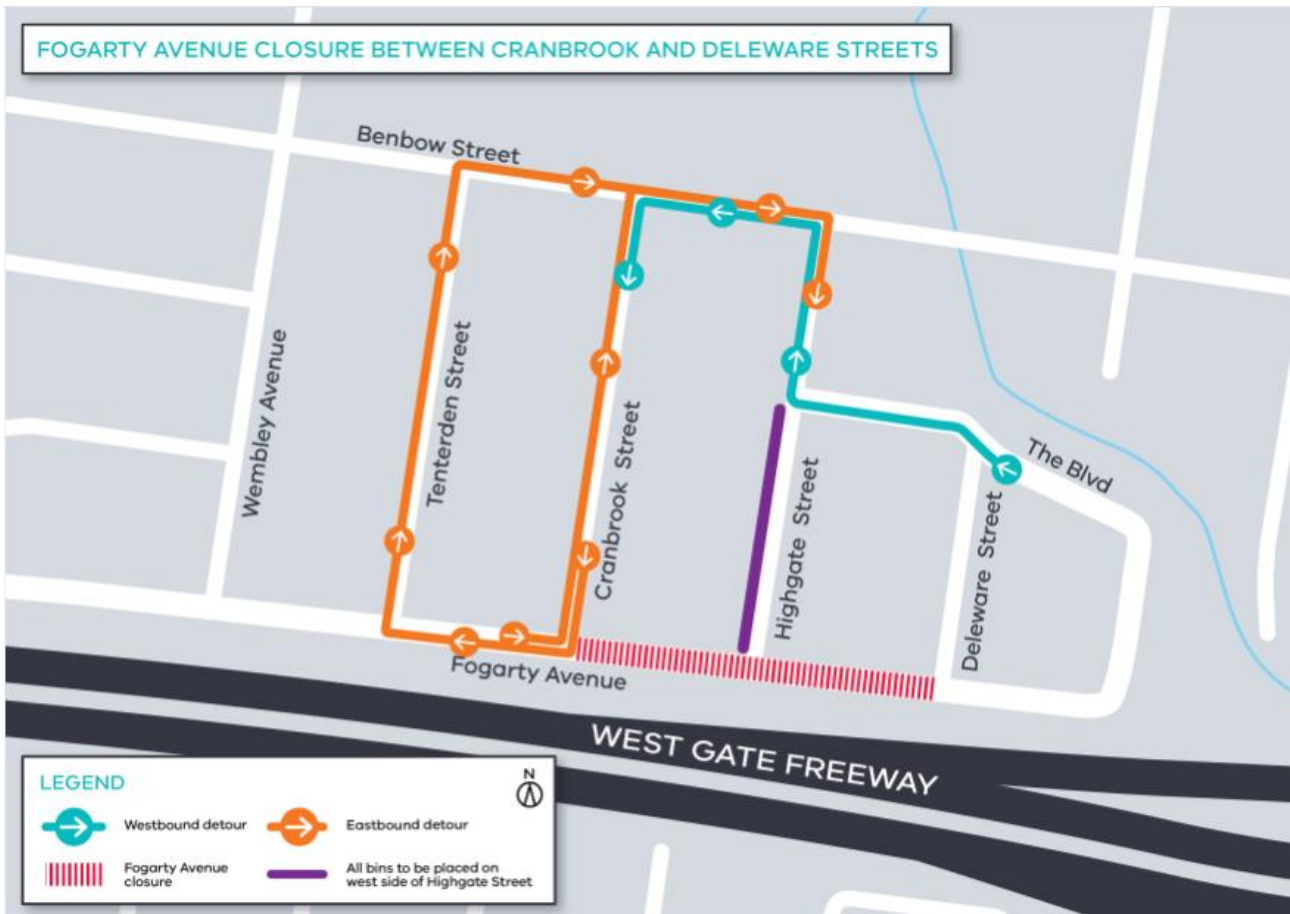 FOGARTY AVENUE CLOSURE BETWEEN CRANBROOK AND DELEWARE STREETS
Benbow Street
Wembley Avenue
Tenterden Street
Cranbrook Street
Highgate Street
Deleware Street
The Blvd
Fogarty Avenue
WEST GATE FREEWAY
LEGEND
N
Westbound detour
Eastbound detour
Fogarty Avenue
closure
All bins to be placed on
west side of Highgate Street